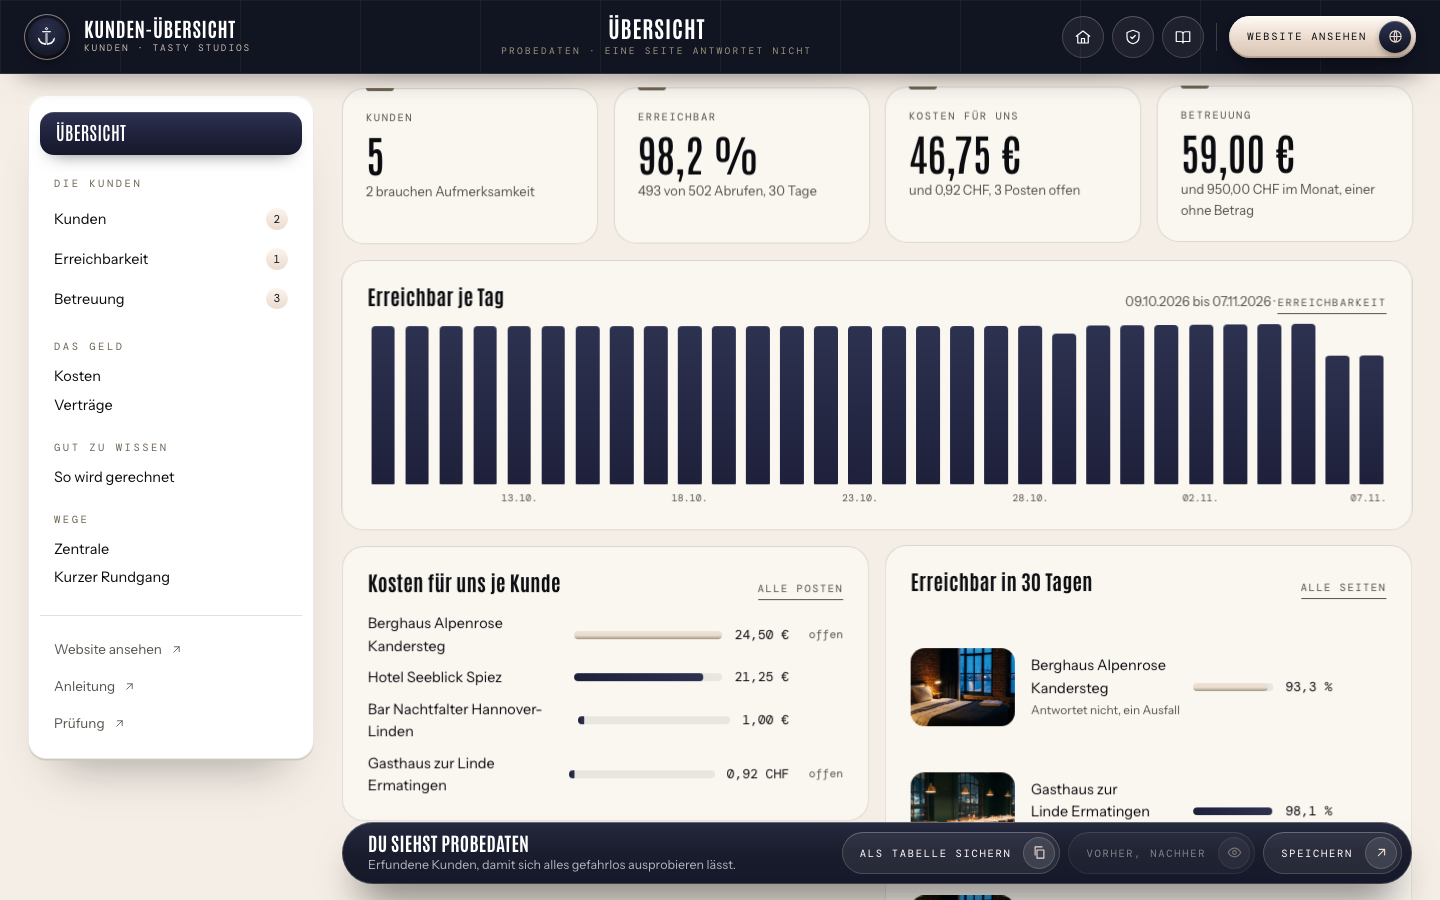 KUNDEN-ÜBERSICHT
KUNDEN · TASTY STUDIOS
ÜBERSICHT
PROBEDATEN · EINE SEITE ANTWORTET NICHT
WEBSITE ANSEHEN
ÜBERSICHT
DIE KUNDEN
Kunden 2
Erreichbarkeit 1
Betreuung 3
DAS GELD
Kosten
Verträge
GUT ZU WISSEN
So wird gerechnet
WEGE
Zentrale
Kurzer Rundgang
Website ansehen
Anleitung
Prüfung
KUNDEN
5
2 brauchen Aufmerksamkeit
ERREICHBAR
98,2 %
493 von 502 Abrufen, 30 Tage
KOSTEN FÜR UNS
46,75 €
und 0,92 CHF, 3 Posten offen
BETREUUNG
59,00 €
und 950,00 CHF im Monat, einer
ohne Betrag
Erreichbar je Tag
09.10.2026 bis 07.11.2026 · ERREICHBARKEIT
13.10. 18.10. 23.10. 28.10. 02.11. 07.11.
Kosten für uns je Kunde
ALLE POSTEN
Berghaus Alpenrose
Kandersteg
24,50 € offen
Hotel Seeblick Spiez 21,25 €
Bar Nachtfalter Hannover-
Linden
1,00 €
Gasthaus zur Linde
Ermatingen
0,92 CHF offen
Erreichbar in 30 Tagen
ALLE SEITEN
Berghaus Alpenrose
Kandersteg
Antwortet nicht, ein Ausfall
93,3 %
Gasthaus zur
Linde Ermatingen
98,1 %
DU SIEHST PROBEDATEN
Erfundene Kunden, damit sich alles gefahrlos ausprobieren lässt.
ALS TABELLE SICHERN
VORHER, NACHHER
SPEICHERN